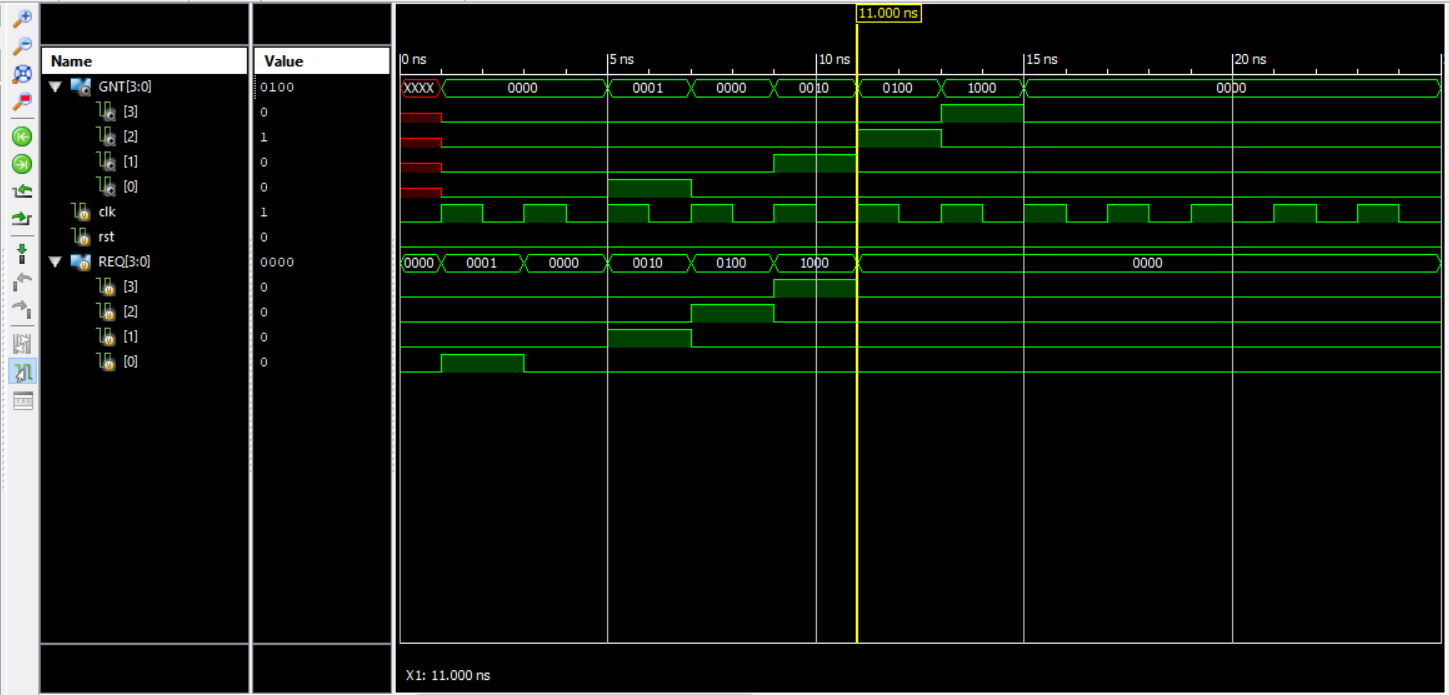 11.000 ns
Name Value 0 ns 5 ns 10 ns 15 ns 20 ns
GNT[3:0] 0100 XXXX 0000 0001 0000 0010 0100 1000 0000
[3] 0
[2] 1
[1] 0
[0] 0
clk 1
rst 0
REQ[3:0] 0000 0000 0001 0000 0010 0100 1000 0000
[3] 0
[2] 0
[1] 0
[0] 0
X1: 11.000 ns